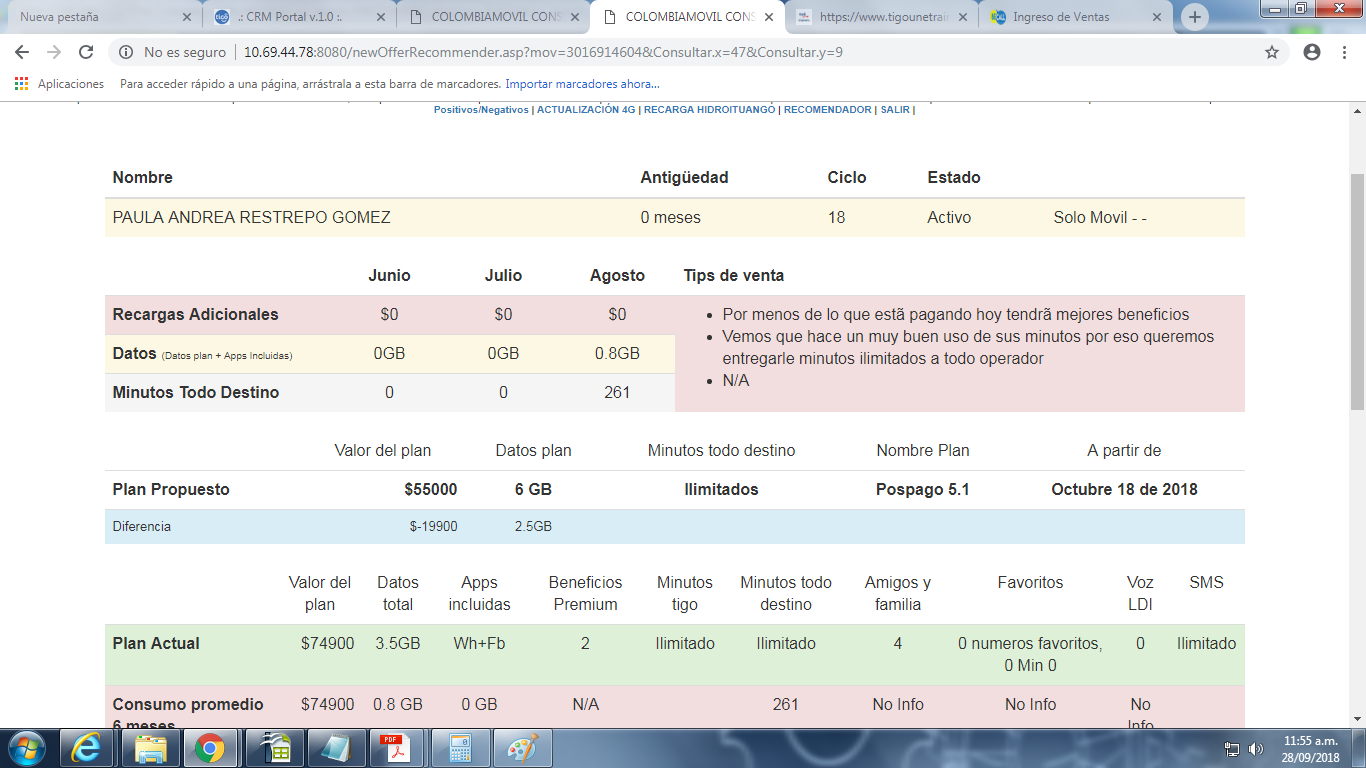 Nueva pestaña
.: CRM Portal v.1.0 :.
COLOMBIAMOVIL CONS
COLOMBIAMOVIL CONS
https://www.tigounetrain
Ingreso de Ventas
No es seguro | 10.69.44.78:8080/newOfferRecommender.asp?mov=3016914604&Consultar.x=47&Consultar.y=9
Aplicaciones Para acceder rápido a una página, arrástrala a esta barra de marcadores. Importar marcadores ahora...
Positivos/Negativos | ACTUALIZACIÓN 4G | RECARGA HIDROITUANGO | RECOMENDADOR | SALIR |
Nombre Antigüedad Ciclo Estado
PAULA ANDREA RESTREPO GOMEZ 0 meses 18 Activo Solo Movil - -
Junio Julio Agosto Tips de venta
Recargas Adicionales $0 $0 $0
Datos (Datos plan + Apps Incluidas) 0GB 0GB 0.8GB
Minutos Todo Destino 0 0 261
• Por menos de lo que estã pagando hoy tendrã mejores beneficios
• Vemos que hace un muy buen uso de sus minutos por eso queremos
entregarle minutos ilimitados a todo operador
• N/A
Valor del plan Datos plan Minutos todo destino Nombre Plan A partir de
Plan Propuesto $55000 6 GB Ilimitados Pospago 5.1 Octubre 18 de 2018
Diferencia $-19900 2.5GB
Valor del Datos Apps Beneficios Minutos Minutos todo Amigos y Favoritos Voz SMS
plan total incluidas Premium tigo destino familia LDI
Plan Actual $74900 3.5GB Wh+Fb 2 Ilimitado Ilimitado 4 0 numeros favoritos, 0 Ilimitado
0 Min 0
Consumo promedio $74900 0.8 GB 0 GB N/A 261 No Info No Info No
6 meses Info
PDF
11:55 a.m.
28/09/2018